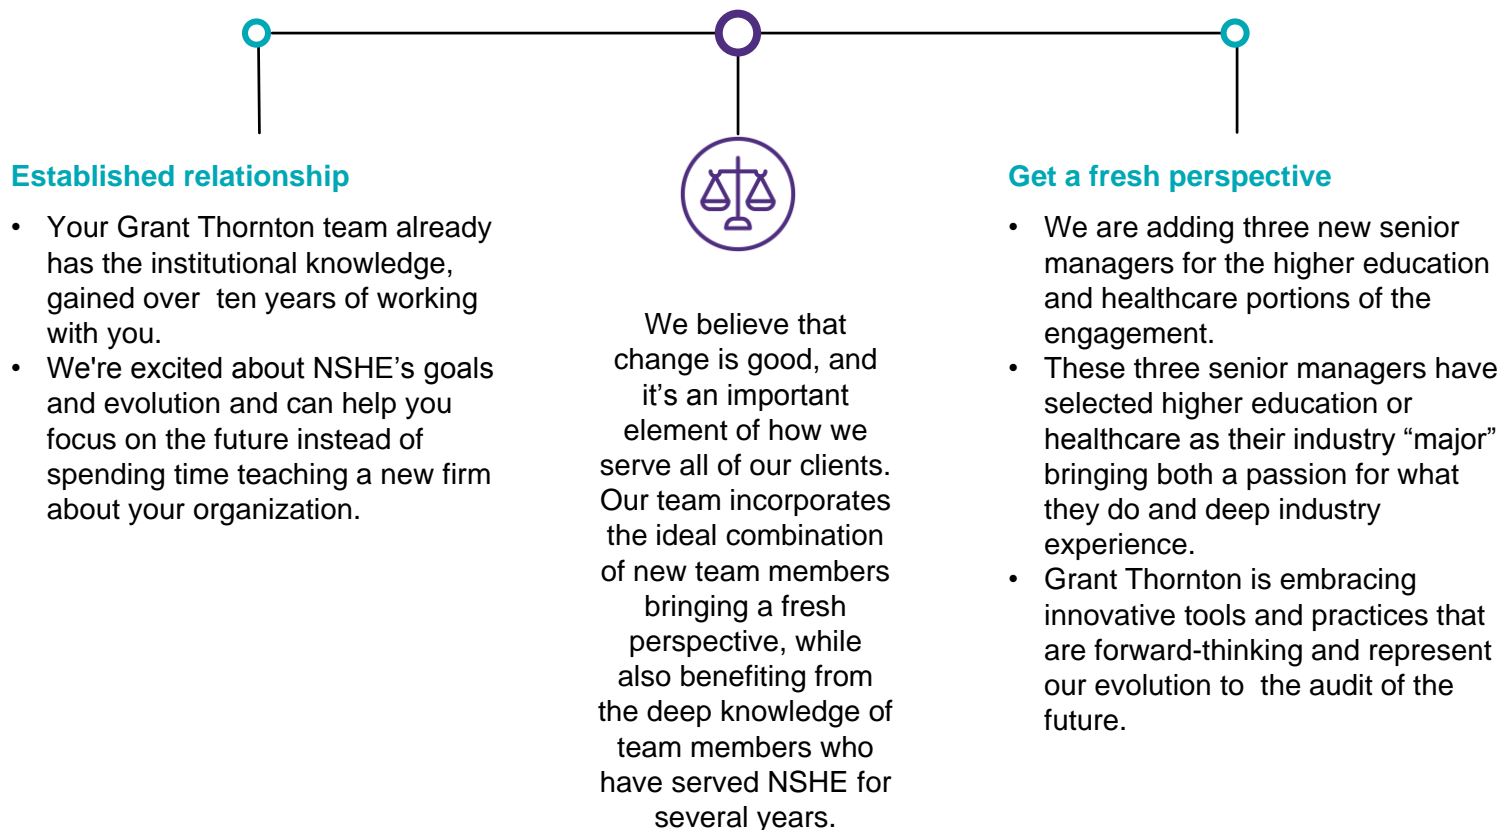 Established relationship
• Your Grant Thornton team already
has the institutional knowledge,
gained over  ten years of working
with you.
• We're excited about NSHE’s goals
and evolution and can help you
focus on the future instead of
spending time teaching a new firm
about your organization.
We believe that
change is good, and
it’s an important
element of how we
serve all of our clients.
Our team incorporates
the ideal combination
of new team members
bringing a fresh
perspective, while
also benefiting from
the deep knowledge of
team members who
have served NSHE for
several years.
Get a fresh perspective
• We are adding three new senior
managers for the higher education
and healthcare portions of the
engagement.
• These three senior managers have
selected higher education or
healthcare as their industry “major”
bringing both a passion for what
they do and deep industry
experience.
• Grant Thornton is embracing
innovative tools and practices that
are forward-thinking and represent
our evolution to  the audit of the
future.